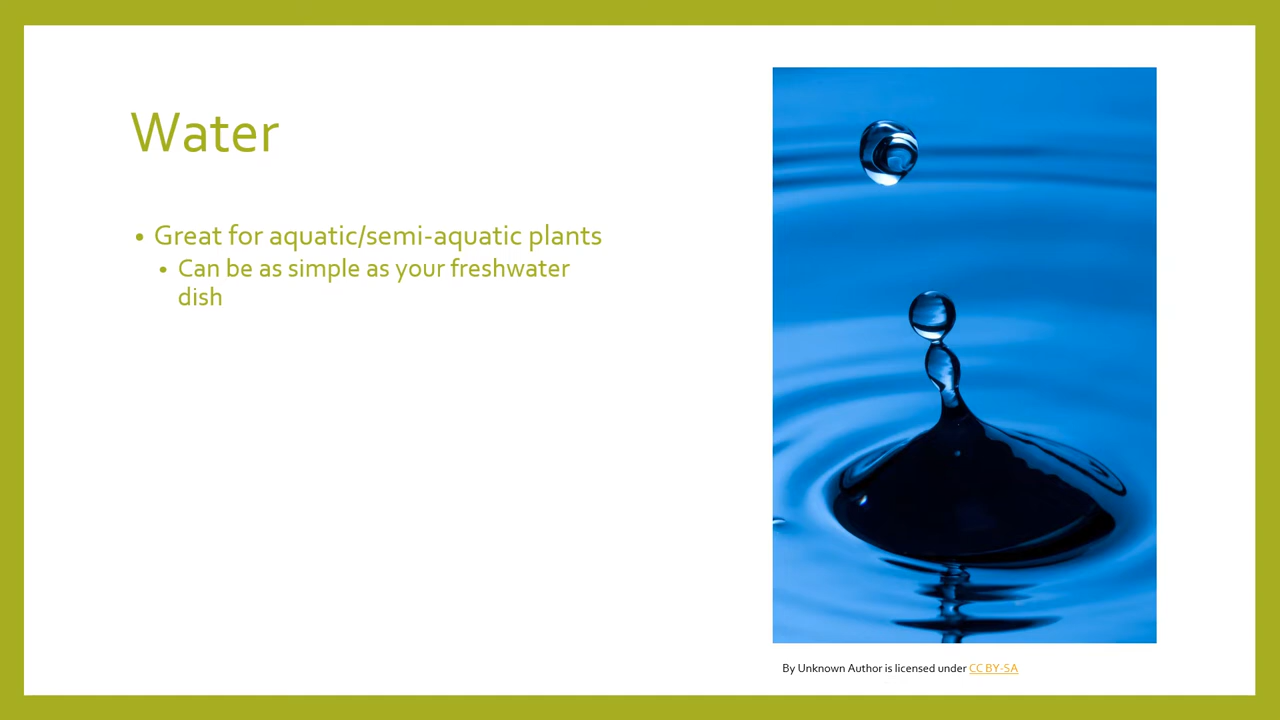 Water
• Great for aquatic/semi-aquatic plants
• Can be as simple as your freshwater
dish
By Unknown Author is licensed under CC BY-SA